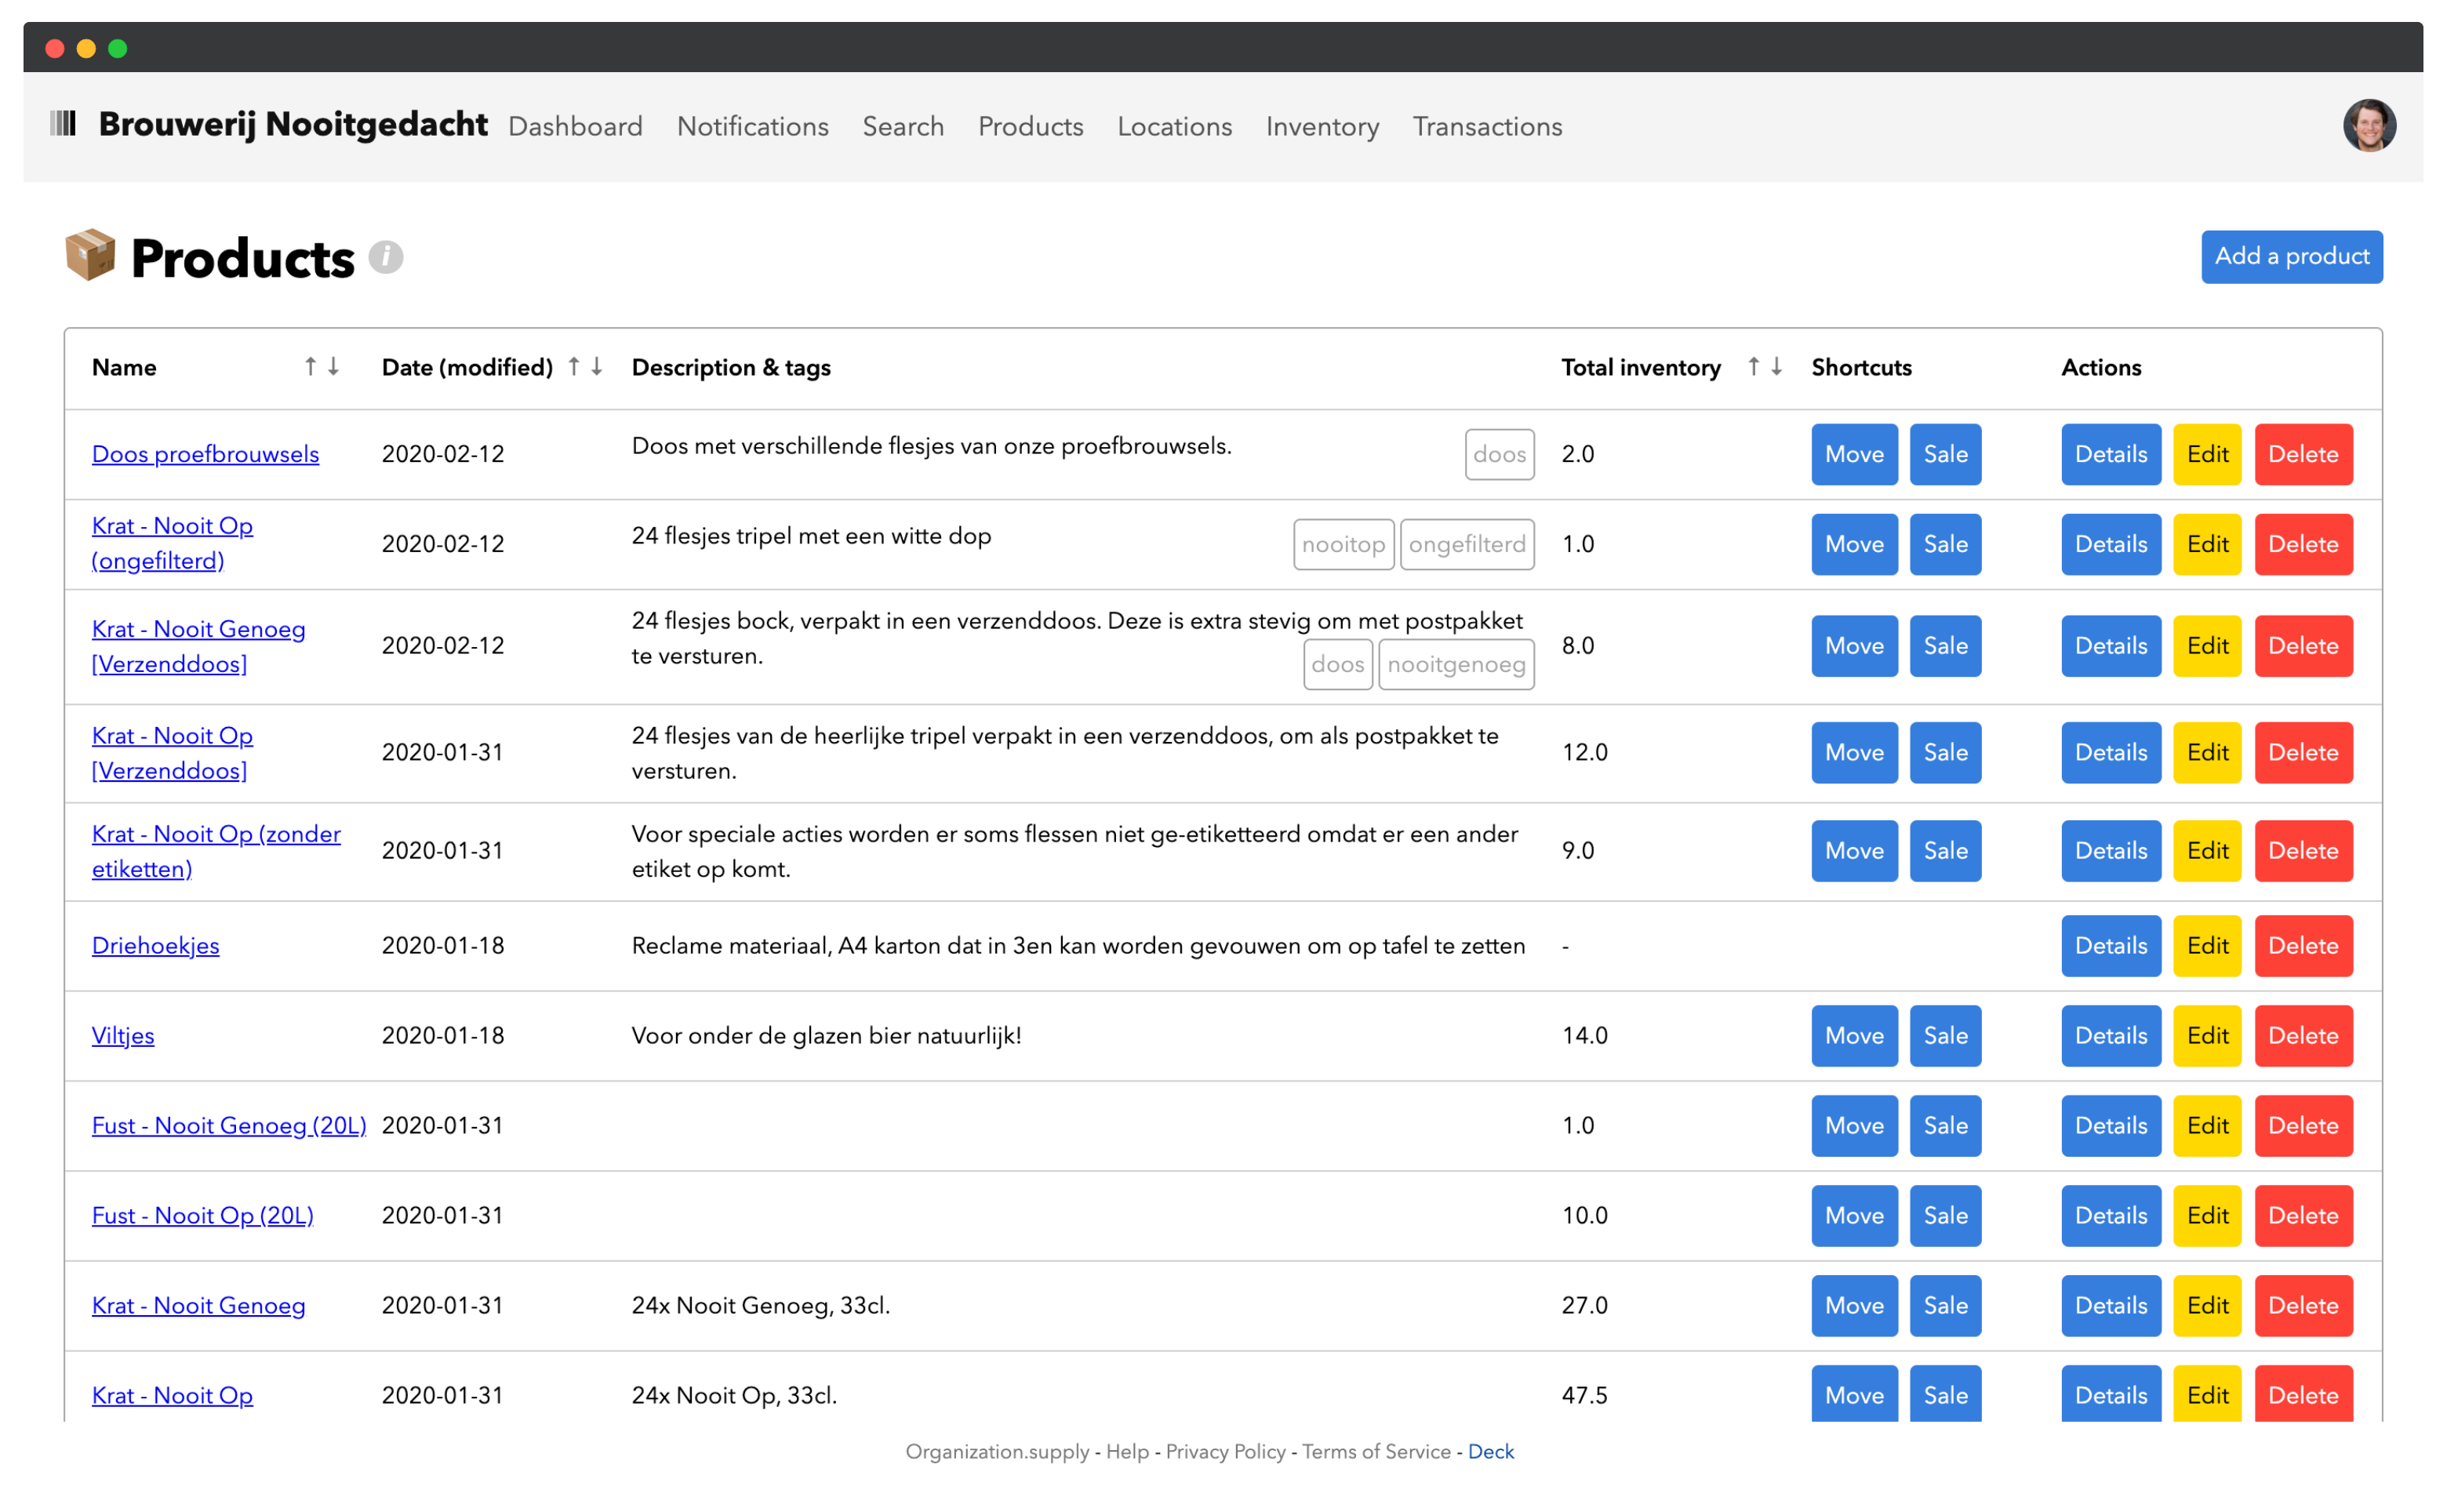 Brouwerij Nooitgedacht Dashboard Notifications Search Products Locations Inventory Transactions
Products i
Add a product
Name ↑ ↓ Date (modified) ↑ ↓ Description & tags Total inventory ↑ ↓ Shortcuts Actions
Doos proefbrouwsels 2020-02-12 Doos met verschillende flesjes van onze proefbrouwsels. doos 2.0 Move Sale Details Edit Delete
Krat - Nooit Op
(ongefilterd) 2020-02-12 24 flesjes tripel met een witte dop nooitop ongefilterd 1.0 Move Sale Details Edit Delete
Krat - Nooit Genoeg
[Verzenddoos] 2020-02-12 24 flesjes bock, verpakt in een verzenddoos. Deze is extra stevig om met postpakket
te versturen. doos nooitgenoeg 8.0 Move Sale Details Edit Delete
Krat - Nooit Op
[Verzenddoos] 2020-01-31 24 flesjes van de heerlijke tripel verpakt in een verzenddoos, om als postpakket te
versturen. 12.0 Move Sale Details Edit Delete
Krat - Nooit Op (zonder
etiketten) 2020-01-31 Voor speciale acties worden er soms flessen niet ge-etiketteerd omdat er een ander
etiket op komt. 9.0 Move Sale Details Edit Delete
Driehoekjes 2020-01-18 Reclame materiaal, A4 karton dat in 3en kan worden gevouwen om op tafel te zetten - Details Edit Delete
Viltjes 2020-01-18 Voor onder de glazen bier natuurlijk! 14.0 Move Sale Details Edit Delete
Fust - Nooit Genoeg (20L) 2020-01-31 1.0 Move Sale Details Edit Delete
Fust - Nooit Op (20L) 2020-01-31 10.0 Move Sale Details Edit Delete
Krat - Nooit Genoeg 2020-01-31 24x Nooit Genoeg, 33cl. 27.0 Move Sale Details Edit Delete
Krat - Nooit Op 2020-01-31 24x Nooit Op, 33cl. 47.5 Move Sale Details Edit Delete
Organization.supply - Help - Privacy Policy - Terms of Service - Deck